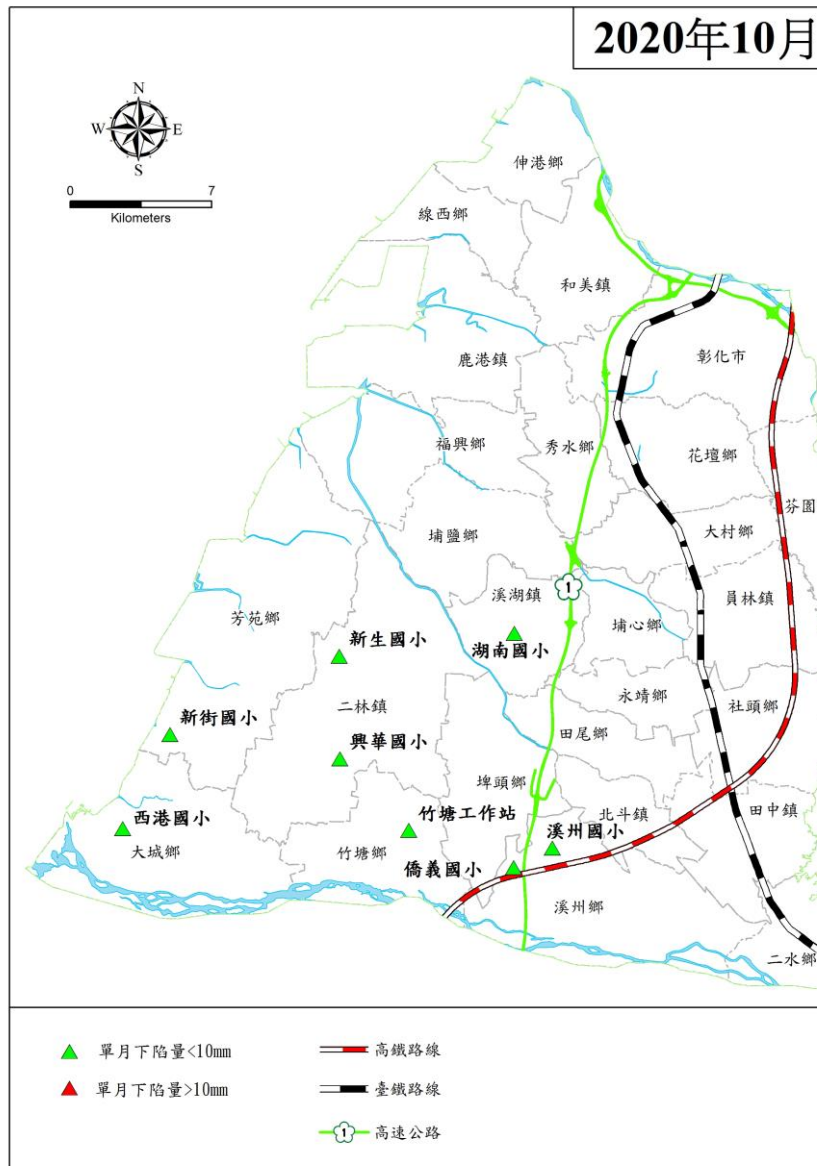 2020年10月
N
W E
S
0 7
Kilometers
伸港鄉
線西鄉
和美鎮
鹿港鎮
彰化市
福興鄉
秀水鄉
花壇鄉
芬園
埔鹽鄉
大村鄉
溪湖鎮
1
員林鎮
芳苑鄉
湖南國小
埔心鄉
新生國小
永靖鄉
社頭鄉
二林鎮
新街國小
田尾鄉
興華國小
埤頭鄉
北斗鎮
田中鎮
西港國小
竹塘工作站
溪州國小
大城鄉
竹塘鄉
僑義國小
溪州鄉
二水鄉
單月下陷量<10mm
高鐵路線
單月下陷量>10mm
臺鐵路線
1 高速公路